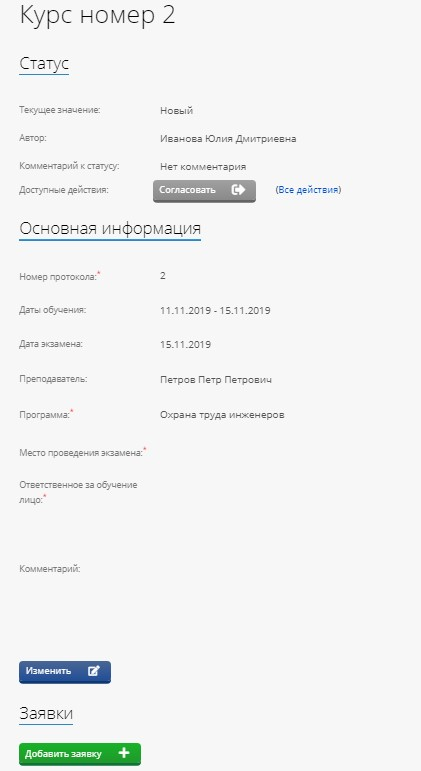 Курс номер 2
Статус
Текущее значение: Новый
Автор: Иванова Юлия Дмитриевна
Комментарий к статусу: Нет комментария
Доступные действия: Согласовать (Все действия)
Основная информация
Номер протокола:* 2
Даты обучения: 11.11.2019 - 15.11.2019
Дата экзамена: 15.11.2019
Преподаватель: Петров Петр Петрович
Программа:* Охрана труда инженеров
Место проведения экзамена:*
Ответственное за обучение
лицо:*
Комментарий:
Изменить
Заявки
Добавить заявку